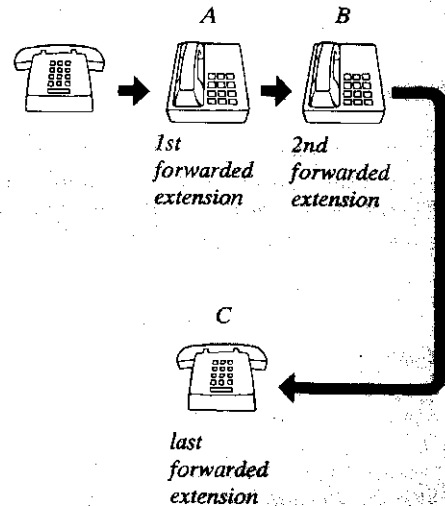 A
B
1st
forwarded
extension
2nd
forwarded
extension
C
last
forwarded
extension